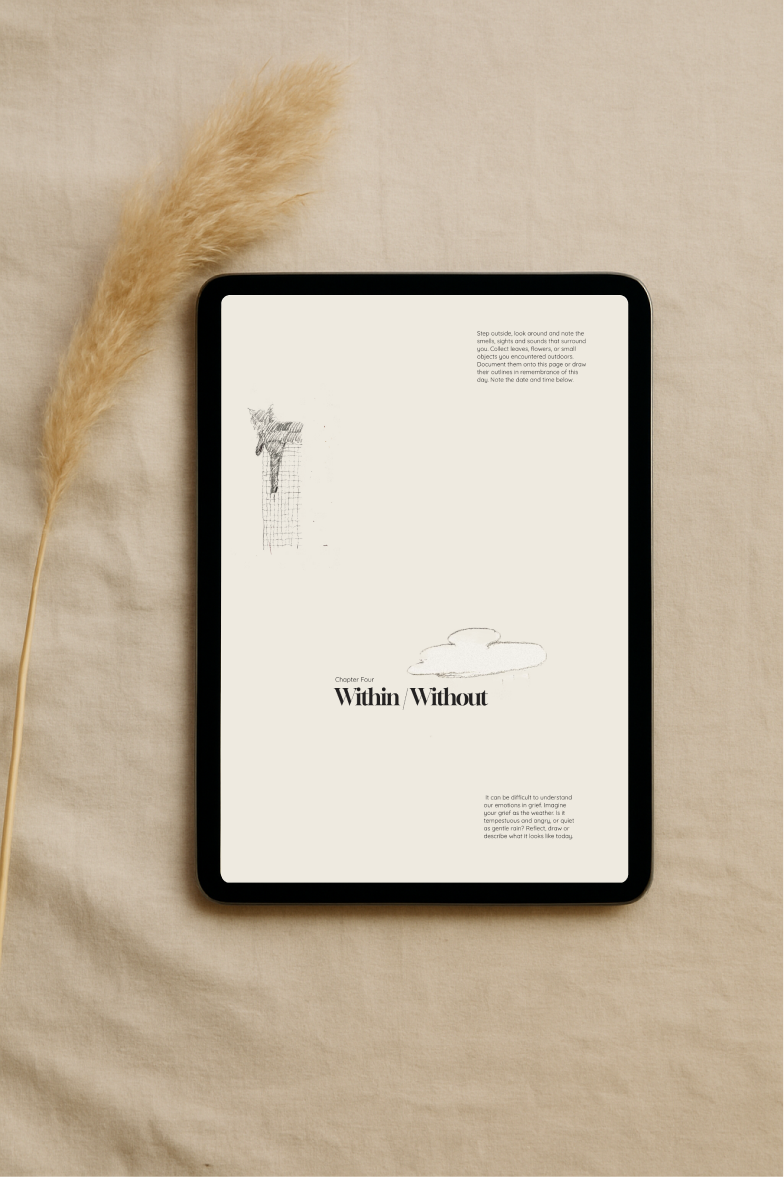 Step outside, look around and note the
smells, sights and sounds that surround
you. Collect leaves, flowers, or small
objects you encountered outdoors.
Document them onto this page or draw
their outlines in remembrance of this
day. Note the date and time below.
Chapter Four
Within / Without
It can be difficult to understand
our emotions in grief. Imagine
your grief as the weather. Is it
tempestuous and angry, or quiet
as gentle rain? Reflect, draw or
describe what it looks like today.